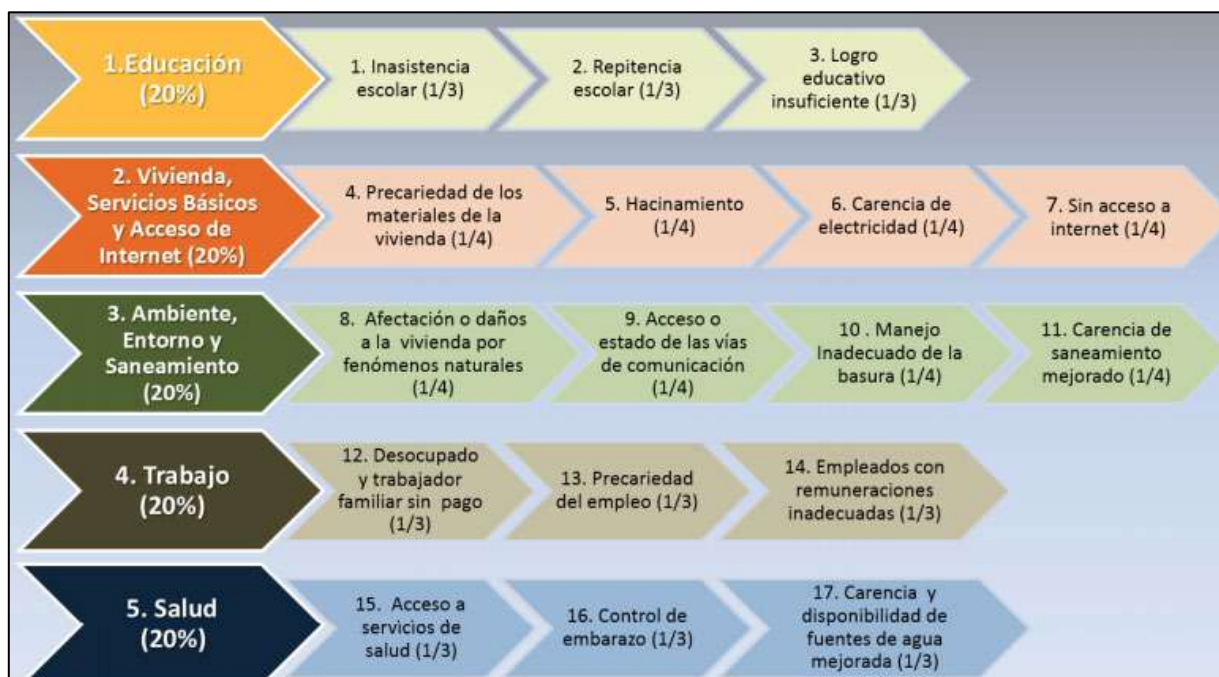 1.Educación
(20%)
1. Inasistencia
escolar (1/3)
2. Repitencia
escolar (1/3)
3. Logro
educativo
insuficiente (1/3)
2. Vivienda,
Servicios Básicos
y Acceso de
Internet (20%)
4. Precariedad de los
materiales de la
vivienda (1/4)
5. Hacinamiento
(1/4)
6. Carencia de
electricidad (1/4)
7. Sin acceso a
internet (1/4)
3. Ambiente,
Entorno y
Saneamiento
(20%)
8. Afectación o daños
a la vivienda por
fenómenos naturales
(1/4)
9. Acceso o
estado de las vías
de comunicación
(1/4)
10 . Manejo
Inadecuado de la
basura (1/4)
11. Carencia de
saneamiento
mejorado (1/4)
4. Trabajo
(20%)
12. Desocupado
y trabajador
familiar sin pago
(1/3)
13. Precariedad
del empleo (1/3)
14. Empleados con
remuneraciones
inadecuadas (1/3)
5. Salud
(20%)
15. Acceso a
servicios de
salud (1/3)
16. Control de
embarazo (1/3)
17. Carencia y
disponibilidad de
fuentes de agua
mejorada (1/3)